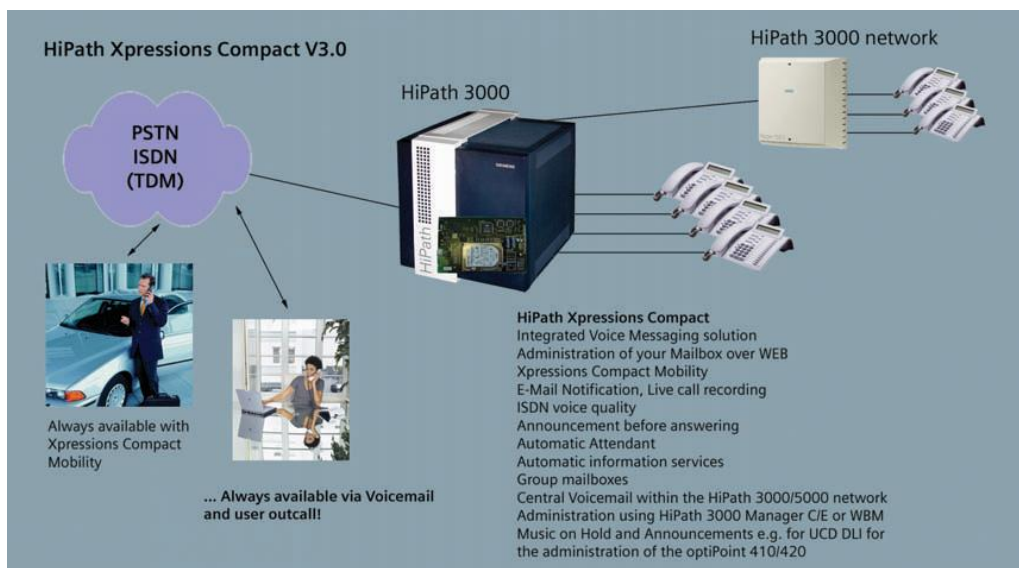 HiPath Xpressions Compact V3.0
HiPath 3000 network
HiPath 3000
PSTN
ISDN
(TDM)
SIEMENS
HiPath
Always available with
Xpressions Compact
Mobility
... Always available via Voicemail
and user outcall!
HiPath Xpressions Compact
Integrated Voice Messaging solution
Administration of your Mailbox over WEB
Xpressions Compact Mobility
E-Mail Notification, Live call recording
ISDN voice quality
Announcement before answering
Automatic Attendant
Automatic information services
Group mailboxes
Central Voicemail within the HiPath 3000/5000 network
Administration using HiPath 3000 Manager C/E or WBM
Music on Hold and Announcements e.g. for UCD DLI for
the administration of the optiPoint 410/420